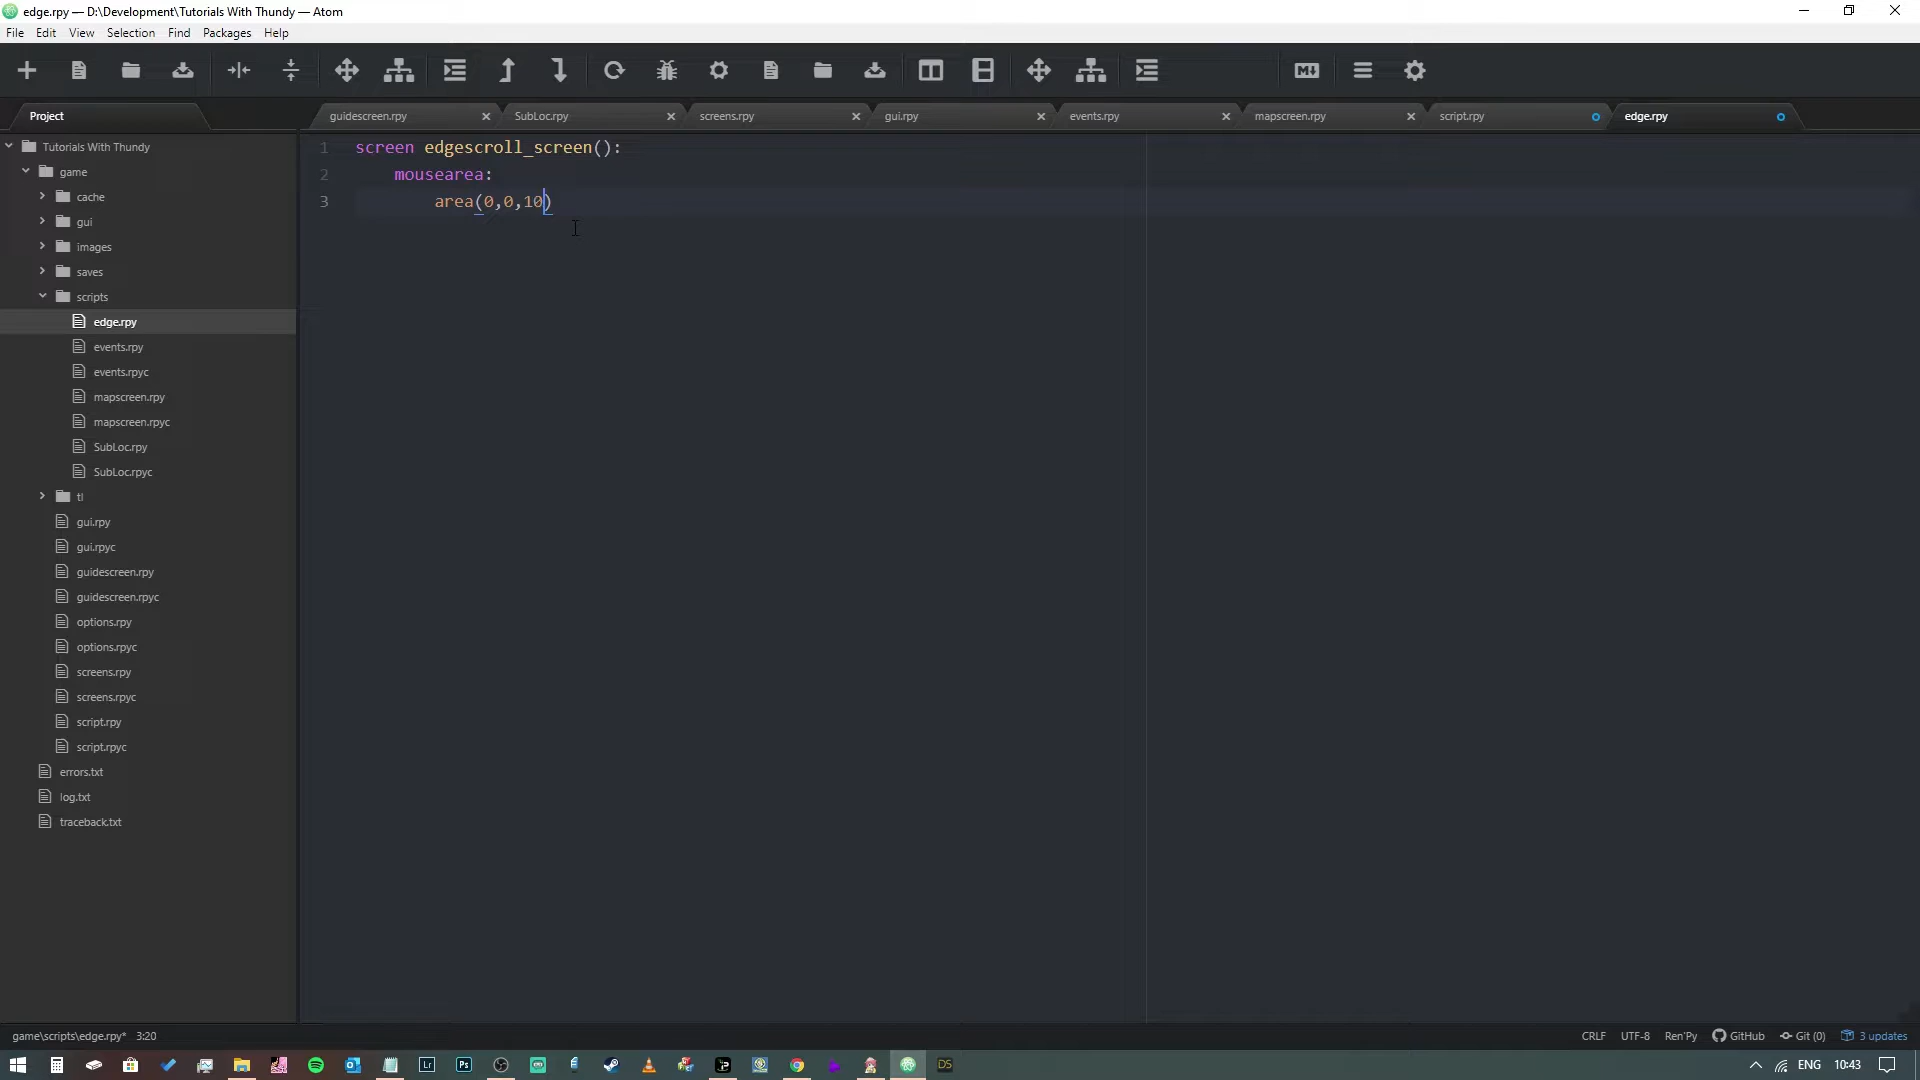 edge.rpy — D:\Development\Tutorials With Thundy — Atom
File Edit View Selection Find Packages Help
Project
guidescreen.rpy SubLoc.rpy screens.rpy gui.rpy events.rpy mapscreen.rpy script.rpy edge.rpy
Tutorials With Thundy
game
cache
gui
images
saves
scripts
edge.rpy
events.rpy
events.rpyc
mapscreen.rpy
mapscreen.rpyc
SubLoc.rpy
SubLoc.rpyc
tl
gui.rpy
gui.rpyc
guidescreen.rpy
guidescreen.rpyc
options.rpy
options.rpyc
screens.rpy
screens.rpyc
script.rpy
script.rpyc
errors.txt
log.txt
traceback.txt
1 screen edgescroll_screen():
2 mousearea:
3 area(0,0,10)
game\scripts\edge.rpy* 3:20
CRLF UTF-8 Ren'Py GitHub Git (0) 3 updates
Lr Ps DS ENG 10:43